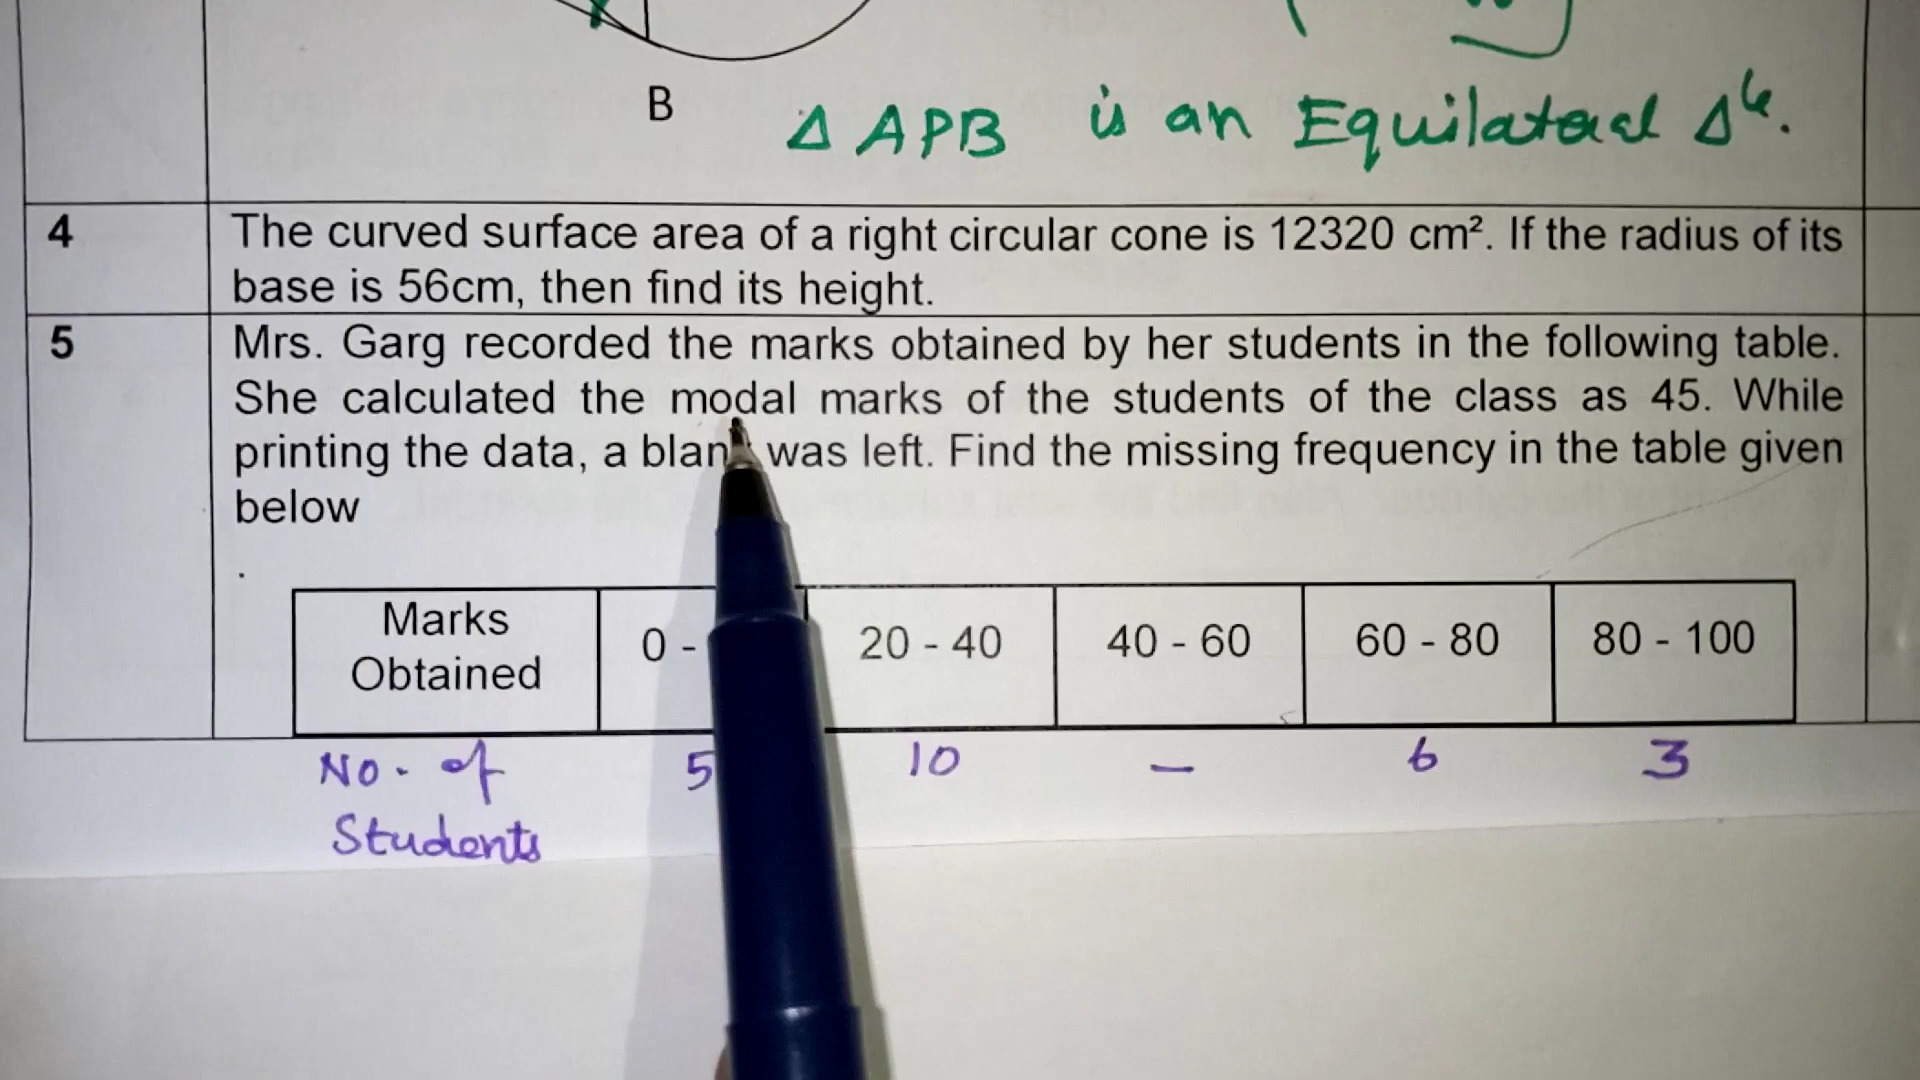 B
Δ APB is an Equilateral Δle.
4
The curved surface area of a right circular cone is 12320 cm². If the radius of its
base is 56cm, then find its height.
5
Mrs. Garg recorded the marks obtained by her students in the following table.
She calculated the modal marks of the students of the class as 45. While
printing the data, a blank was left. Find the missing frequency in the table given
below
.
Marks
Obtained
0 -
20 - 40
40 - 60
60 - 80
80 - 100
No. of
Students
5
10
–
6
3